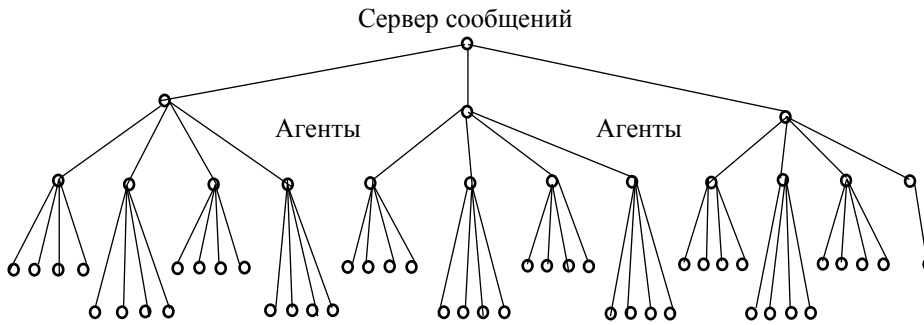 Сервер сообщений
Агенты
Агенты